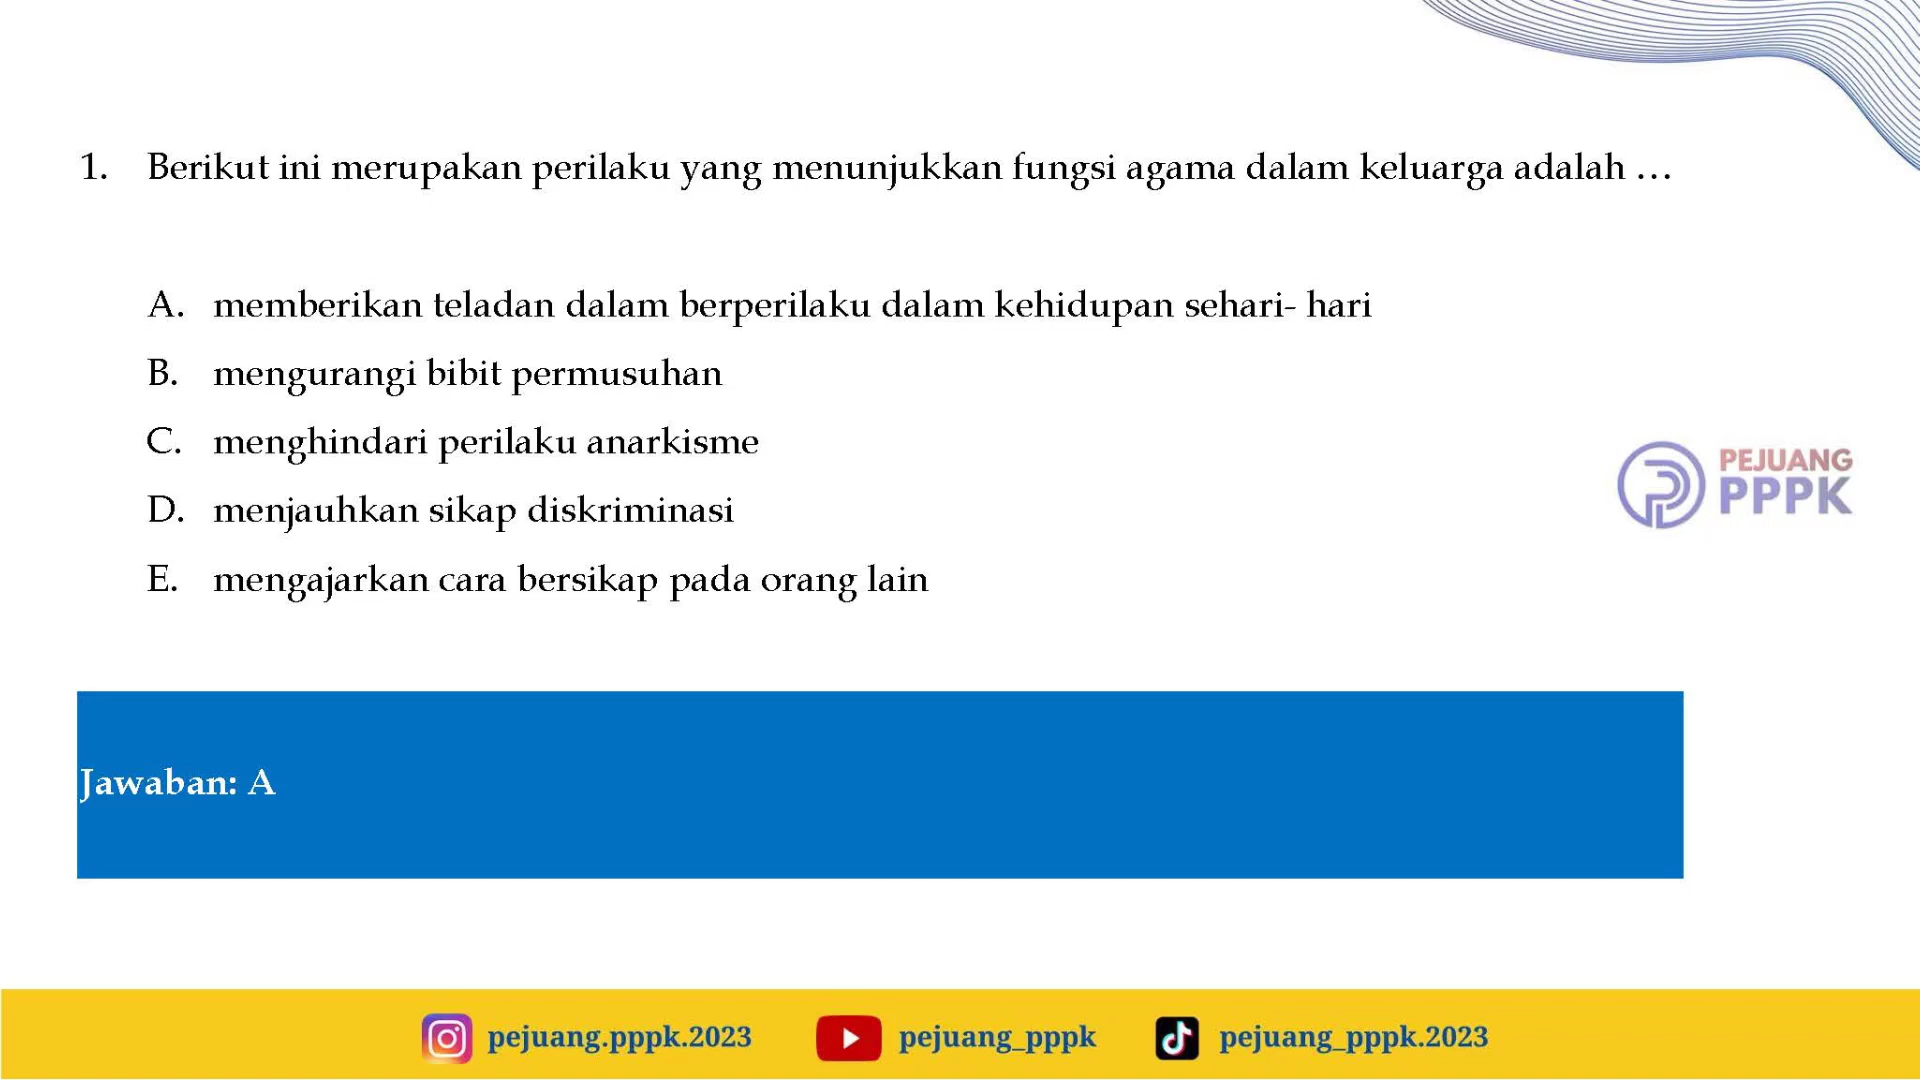 1. Berikut ini merupakan perilaku yang menunjukkan fungsi agama dalam keluarga adalah …
A. memberikan teladan dalam berperilaku dalam kehidupan sehari- hari
B. mengurangi bibit permusuhan
C. menghindari perilaku anarkisme
D. menjauhkan sikap diskriminasi
E. mengajarkan cara bersikap pada orang lain
PEJUANG
PPPK
Jawaban: A
pejuang.pppk.2023 pejuang_pppk pejuang_pppk.2023